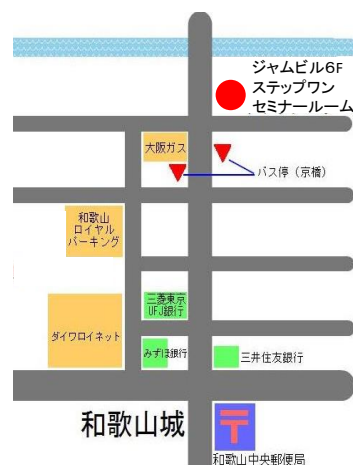 ジャムビル6F
ステップワン
セミナールーム
大阪ガス
バス停（京橋）
和歌山
ロイヤル
パーキング
三菱東京
UFJ銀行
ダイワロイネット
みずほ銀行
三井住友銀行
和歌山城
〒
和歌山中央郵便局